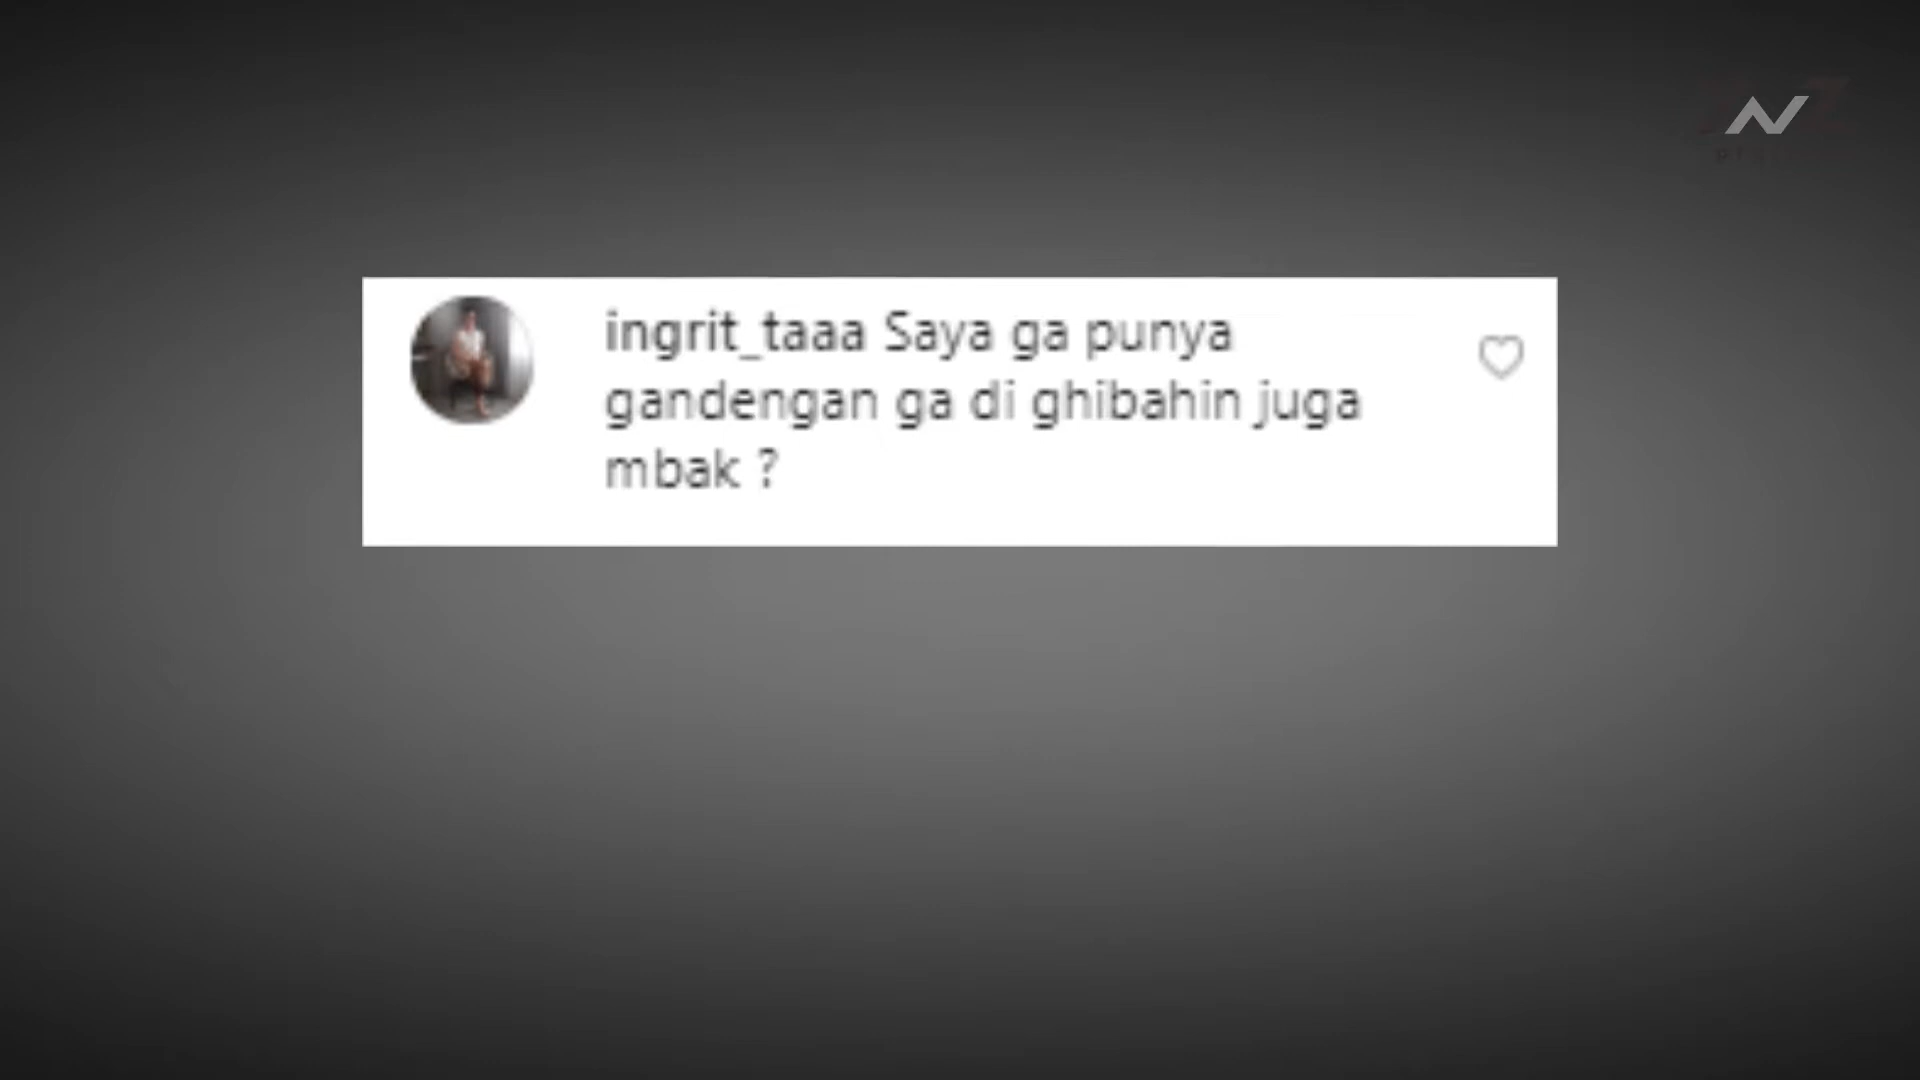 ingrit_taaa Saya ga punya
gandengan ga di ghibahin juga
mbak ?